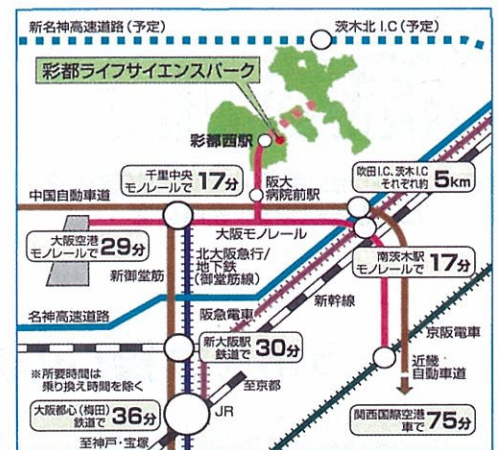 新名神高速道路(予定)
茨木北I.C(予定)
彩都ライフサイエンスパーク
彩都西駅
千里中央
モノレールで17分
阪大
病院前駅
吹田I.C、茨木I.C
それぞれ約5km
中国自動車道
大阪モノレール
大阪空港
モノレールで29分
南茨木駅
モノレールで17分
新御堂筋
北大阪急行/
地下鉄
(御堂筋線)
新幹線
名神高速道路
阪急電車
京阪電車
新大阪駅
鉄道で30分
近畿
自動車道
※所要時間は
乗り換え時間を除く
至京都
大阪都心(梅田)
鉄道で36分
JR
関西国際空港
車で75分
至神戸・宝塚